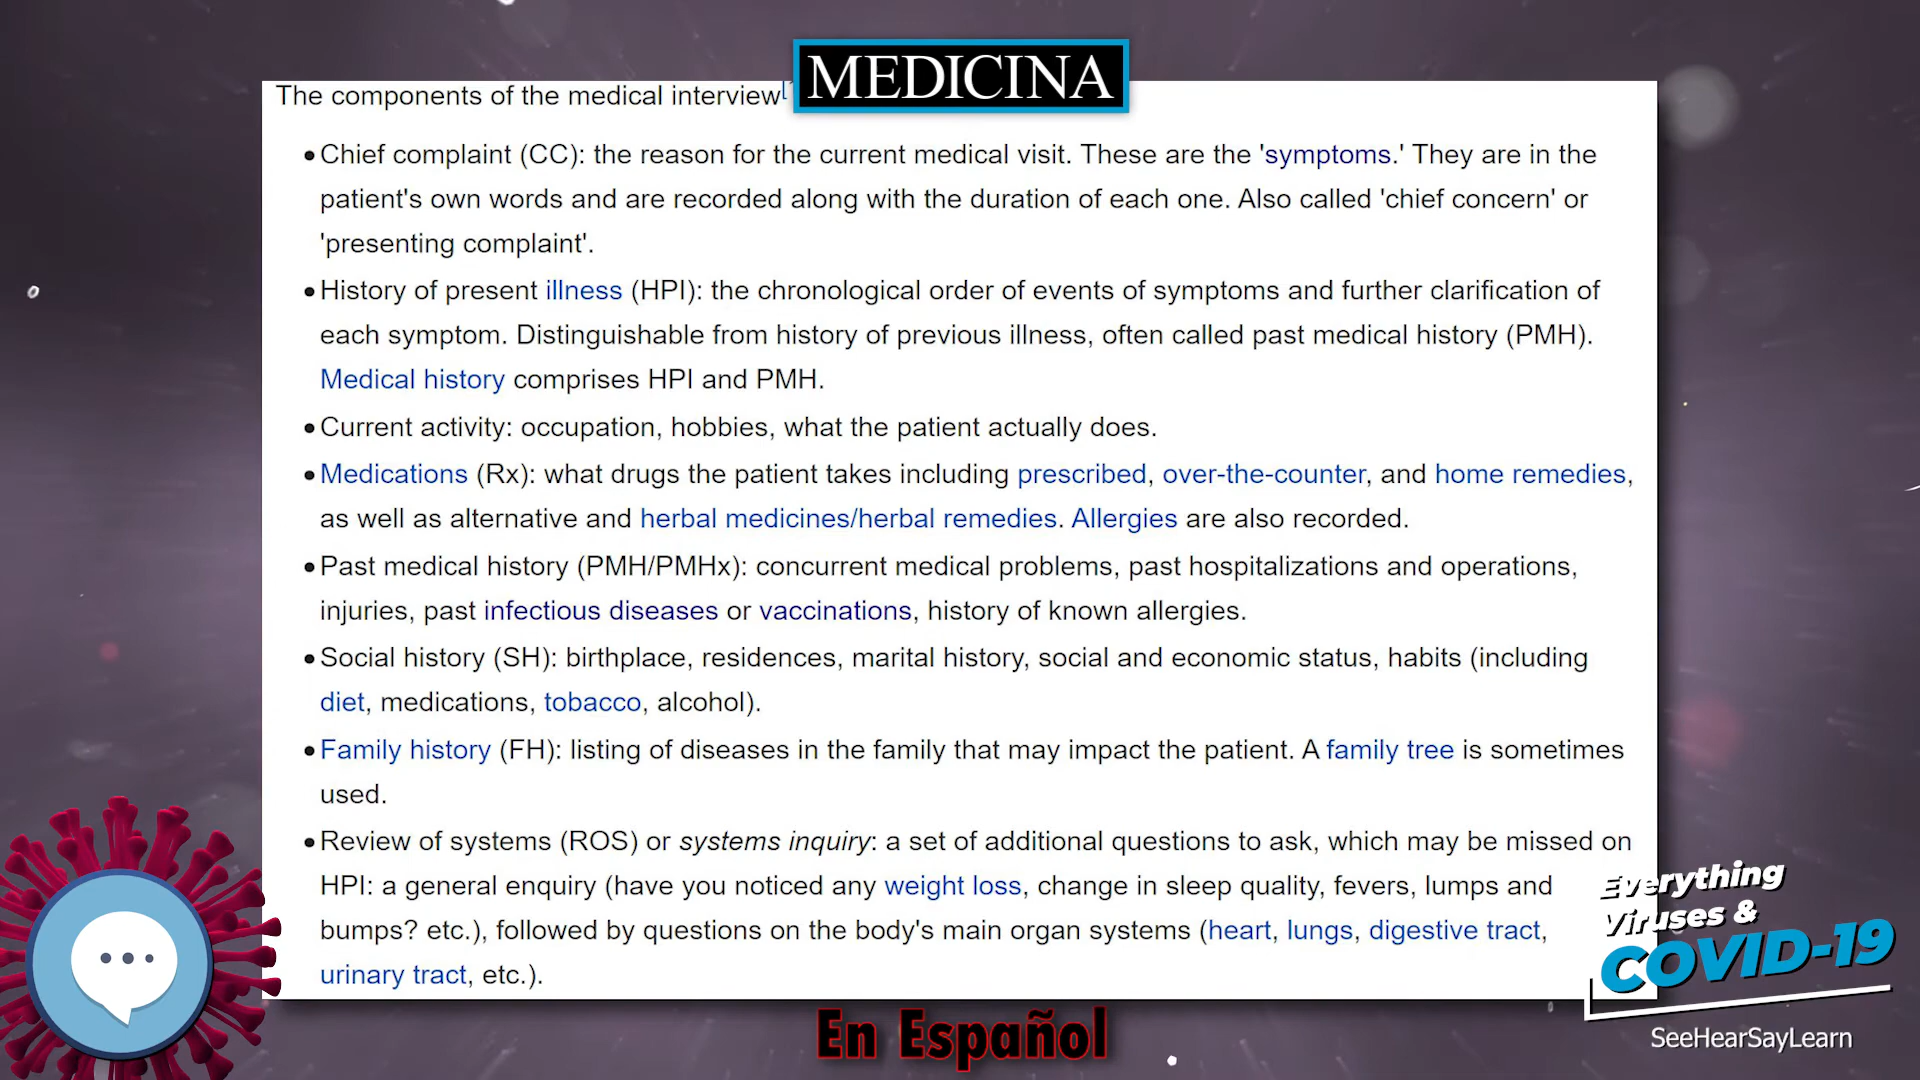 MEDICINA
The components of the medical interview
• Chief complaint (CC): the reason for the current medical visit. These are the 'symptoms.' They are in the
patient's own words and are recorded along with the duration of each one. Also called 'chief concern' or
'presenting complaint'.
• History of present illness (HPI): the chronological order of events of symptoms and further clarification of
each symptom. Distinguishable from history of previous illness, often called past medical history (PMH).
Medical history comprises HPI and PMH.
• Current activity: occupation, hobbies, what the patient actually does.
• Medications (Rx): what drugs the patient takes including prescribed, over-the-counter, and home remedies,
as well as alternative and herbal medicines/herbal remedies. Allergies are also recorded.
• Past medical history (PMH/PMHx): concurrent medical problems, past hospitalizations and operations,
injuries, past infectious diseases or vaccinations, history of known allergies.
• Social history (SH): birthplace, residences, marital history, social and economic status, habits (including
diet, medications, tobacco, alcohol).
• Family history (FH): listing of diseases in the family that may impact the patient. A family tree is sometimes
used.
• Review of systems (ROS) or systems inquiry: a set of additional questions to ask, which may be missed on
HPI: a general enquiry (have you noticed any weight loss, change in sleep quality, fevers, lumps and
bumps? etc.), followed by questions on the body's main organ systems (heart, lungs, digestive tract,
urinary tract, etc.).
Everything
Viruses &
COVID-19
SeeHearSayLearn
En Español